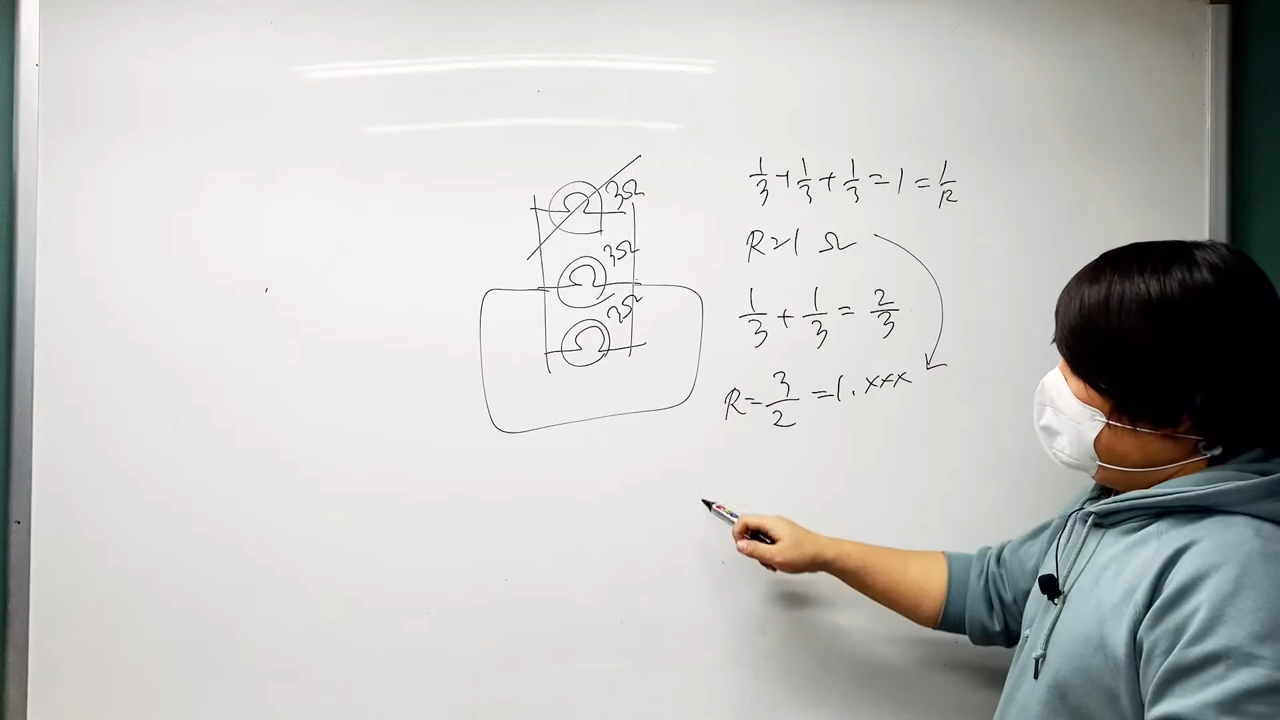 3Ω
3Ω
3Ω
1/3 + 1/3 + 1/3 = 1 = 1/R
R = 1 Ω
1/3 + 1/3 = 2/3
R = 3/2 = 1.xxx